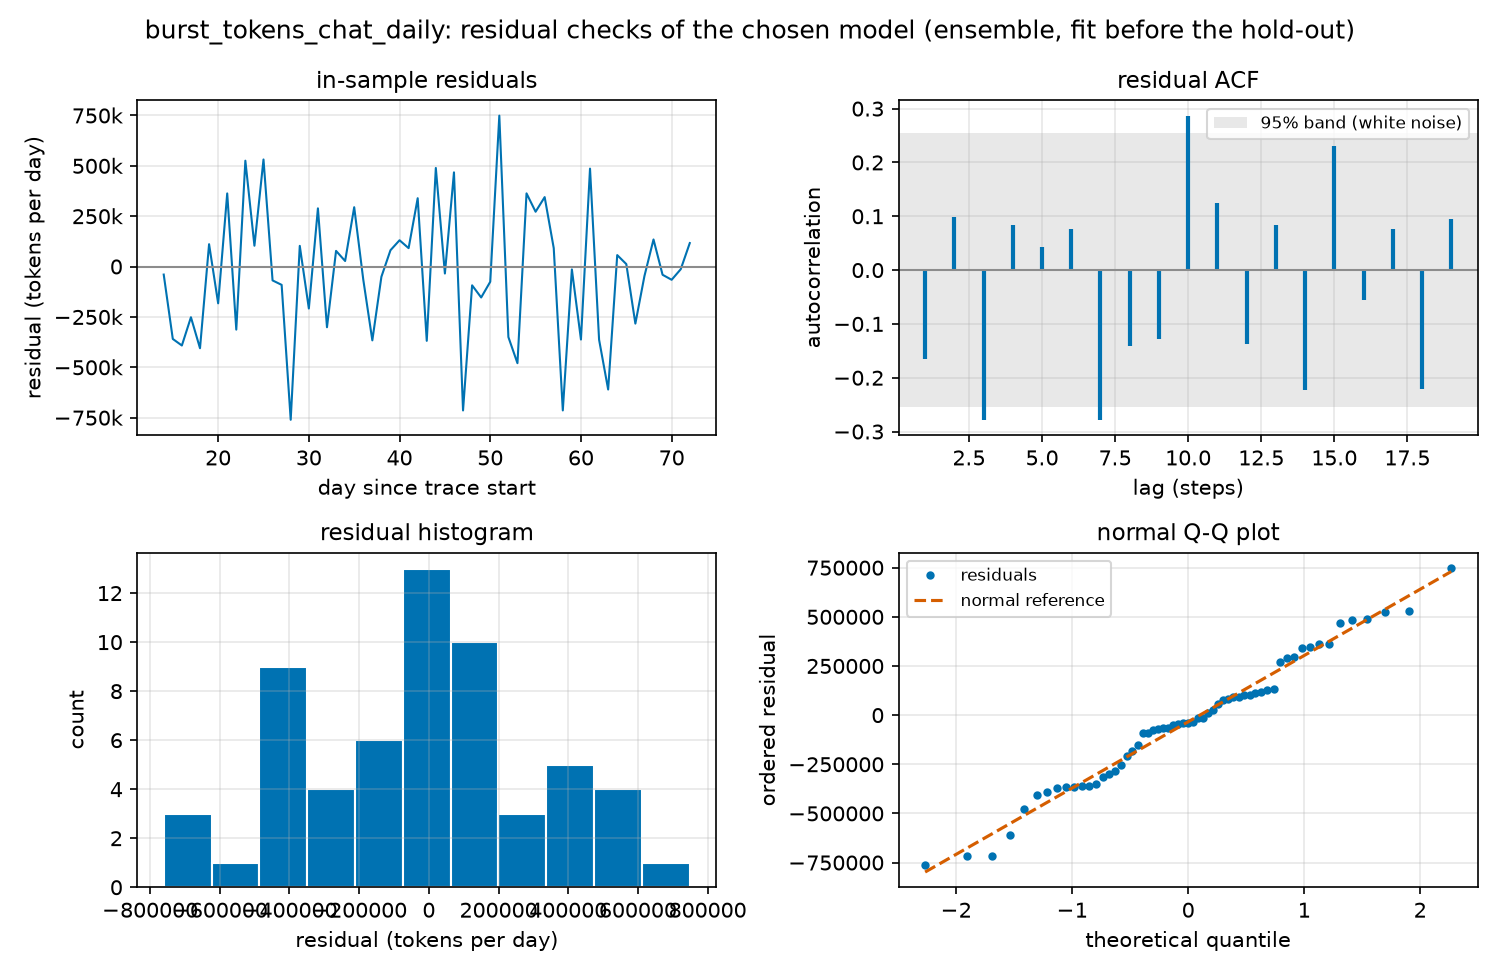 burst_tokens_chat_daily: residual checks of the chosen model (ensemble, fit before the hold-out)
in-sample residuals
750k
500k
250k
0
−250k
−500k
−750k
residual (tokens per day)
20 30 40 50 60 70
day since trace start
residual ACF
95% band (white noise)
0.3
0.2
0.1
0.0
−0.1
−0.2
−0.3
autocorrelation
2.5 5.0 7.5 10.0 12.5 15.0 17.5
lag (steps)
residual histogram
12
10
8
6
4
2
0
count
−800000 −600000 −400000 −200000 0 200000 400000 600000 800000
residual (tokens per day)
normal Q-Q plot
residuals
normal reference
750000
500000
250000
0
−250000
−500000
−750000
ordered residual
−2 −1 0 1 2
theoretical quantile